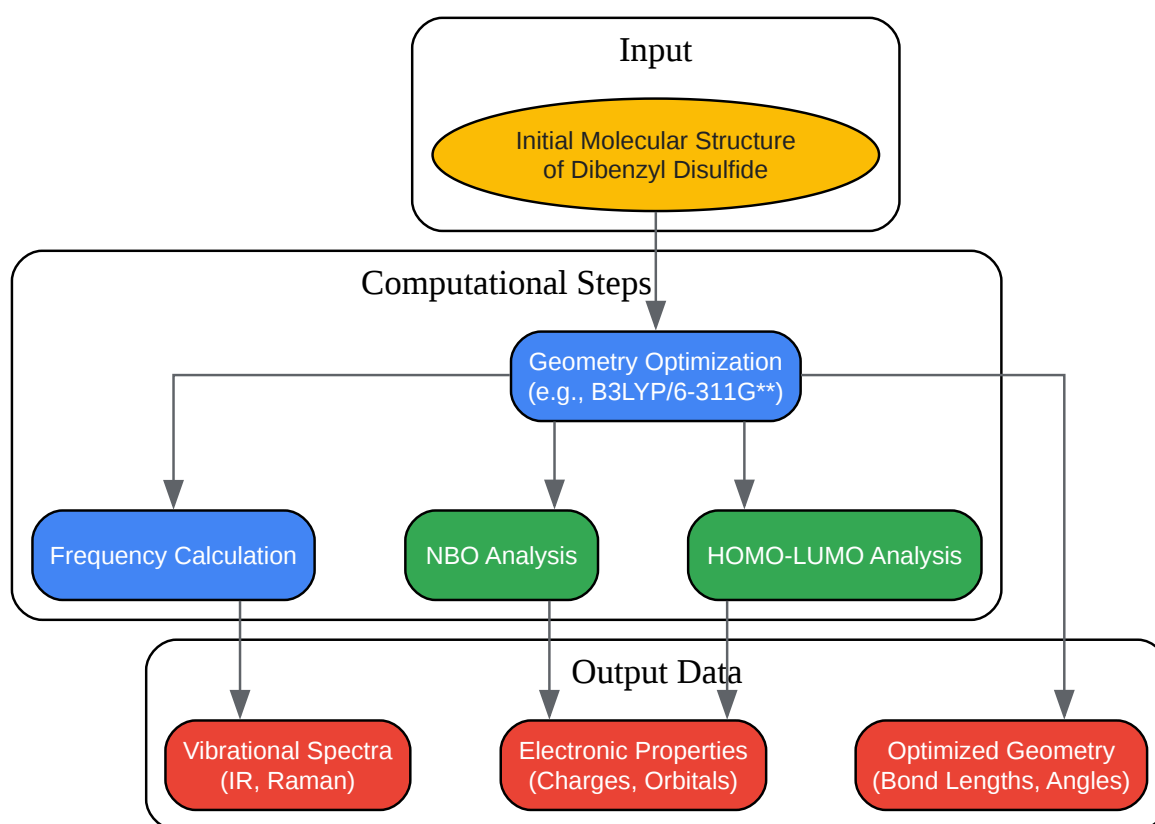 Input
Initial Molecular Structure
of Dibenzyl Disulfide
Computational Steps
Geometry Optimization
(e.g., B3LYP/6-311G**)
Frequency Calculation
NBO Analysis
HOMO-LUMO Analysis
Output Data
Vibrational Spectra
(IR, Raman)
Electronic Properties
(Charges, Orbitals)
Optimized Geometry
(Bond Lengths, Angles)